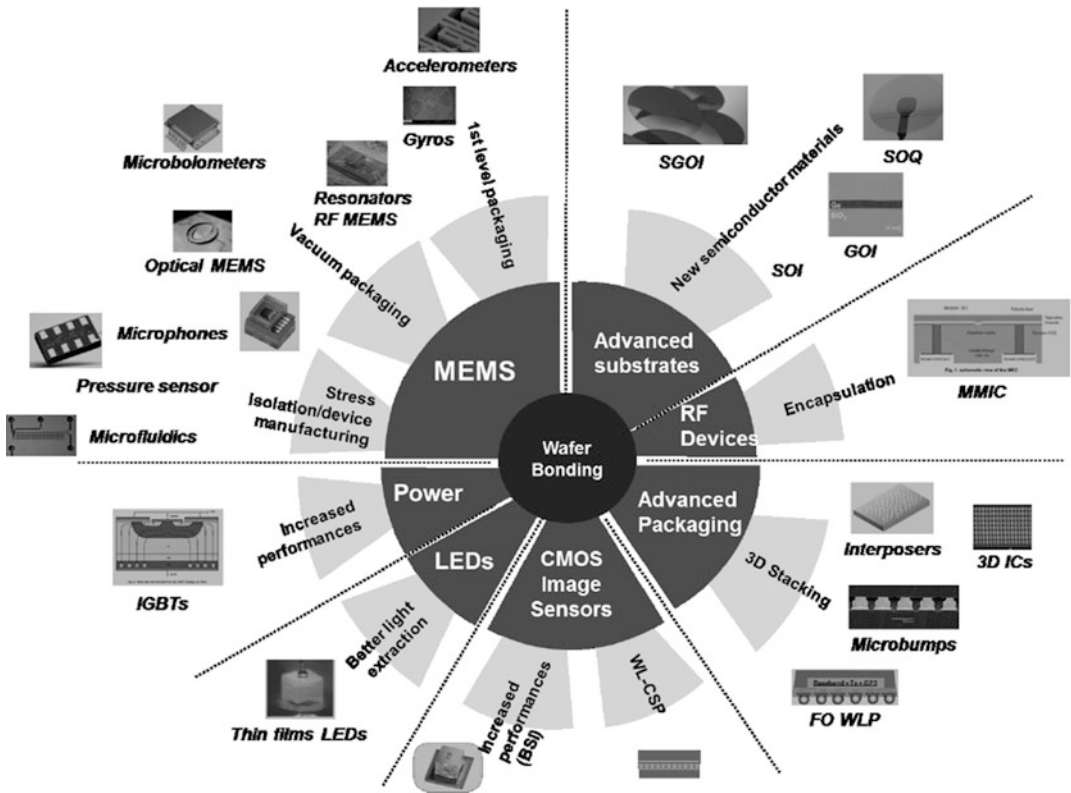 Accelerometers
Gyros
1st level packaging
Microbolometers
Resonators
RF MEMS
Vacuum packaging
Optical MEMS
Microphones
Pressure sensor
Stress
Isolation/device
manufacturing
Microfluidics
MEMS
SGOI
SOQ
New semiconductor materials
Ge
SiO2
GOI
SOI
Advanced
substrates
RF
Devices
Encapsulation
MMIC
Wafer
Bonding
Power
Increased
performances
IGBTs
LEDs
Better light
extraction
Thin films LEDs
CMOS
Image
Sensors
Increased
performances
(BSI)
WL-CSP
Advanced
Packaging
3D Stacking
Interposers
3D ICs
Microbumps
FO WLP